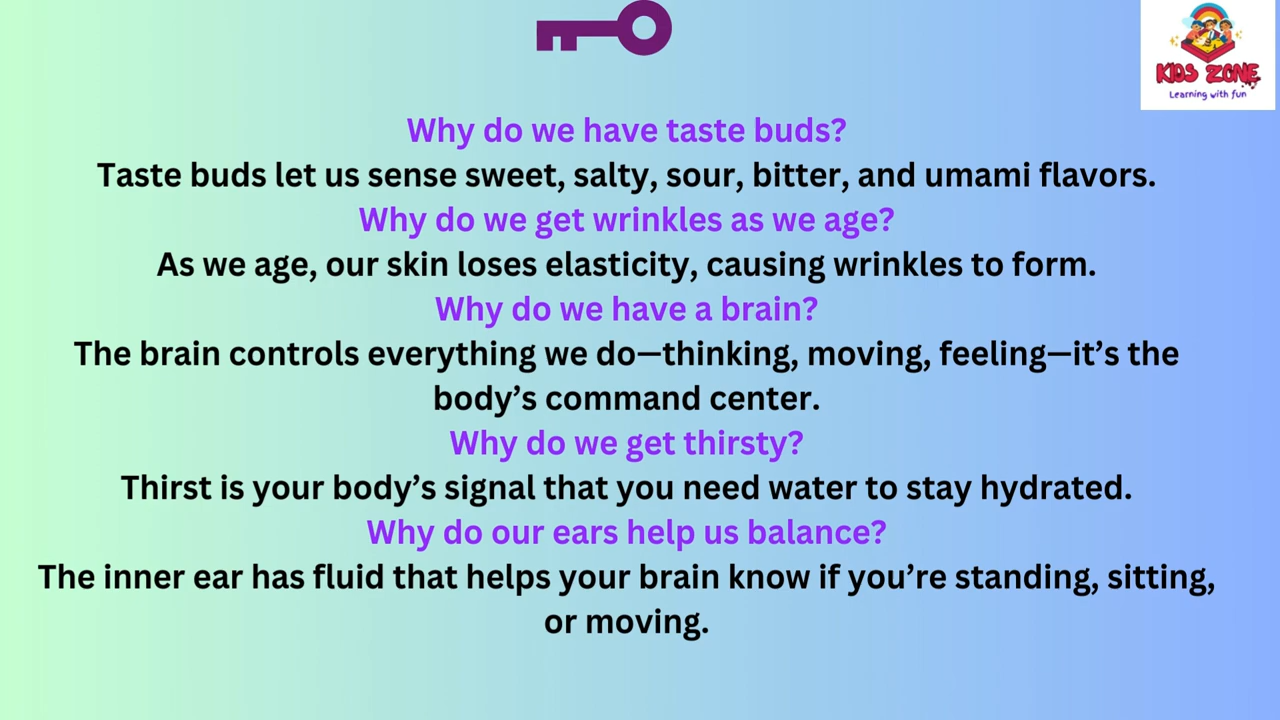 KIDS ZONE
Learning with fun
Why do we have taste buds?
Taste buds let us sense sweet, salty, sour, bitter, and umami flavors.
Why do we get wrinkles as we age?
As we age, our skin loses elasticity, causing wrinkles to form.
Why do we have a brain?
The brain controls everything we do—thinking, moving, feeling—it’s the
body’s command center.
Why do we get thirsty?
Thirst is your body’s signal that you need water to stay hydrated.
Why do our ears help us balance?
The inner ear has fluid that helps your brain know if you’re standing, sitting,
or moving.